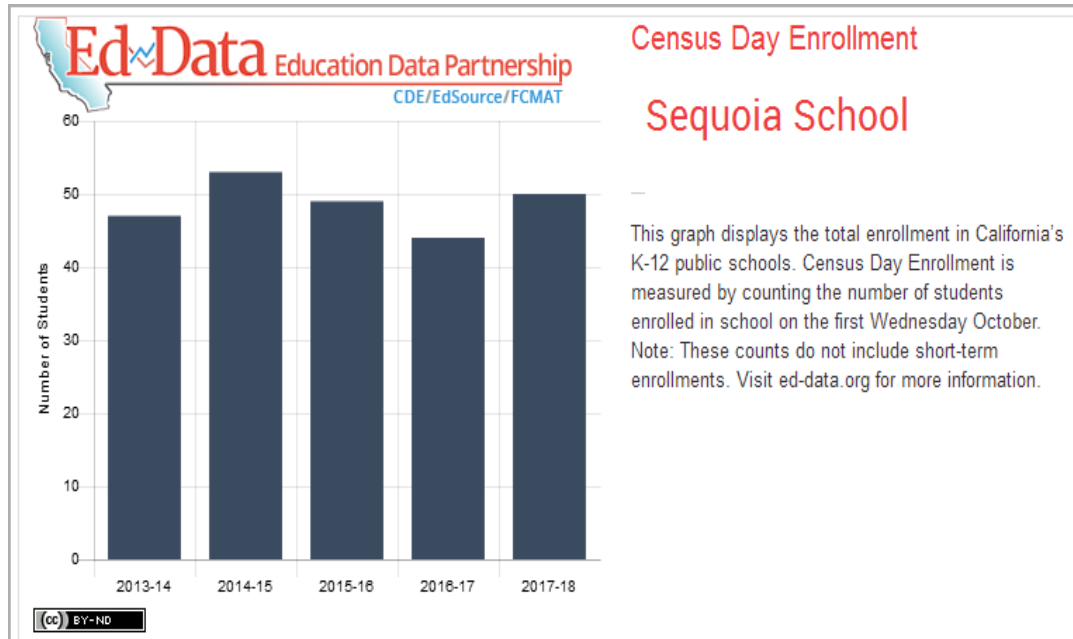 Ed Data Education Data Partnership
CDE/EdSource/FCMAT
Census Day Enrollment
Sequoia School
This graph displays the total enrollment in California's
K-12 public schools. Census Day Enrollment is
measured by counting the number of students
enrolled in school on the first Wednesday October.
Note: These counts do not include short-term
enrollments. Visit ed-data.org for more information.
Number of Students
60
50
40
30
20
10
0
2013-14 2014-15 2015-16 2016-17 2017-18
(cc) BY-ND